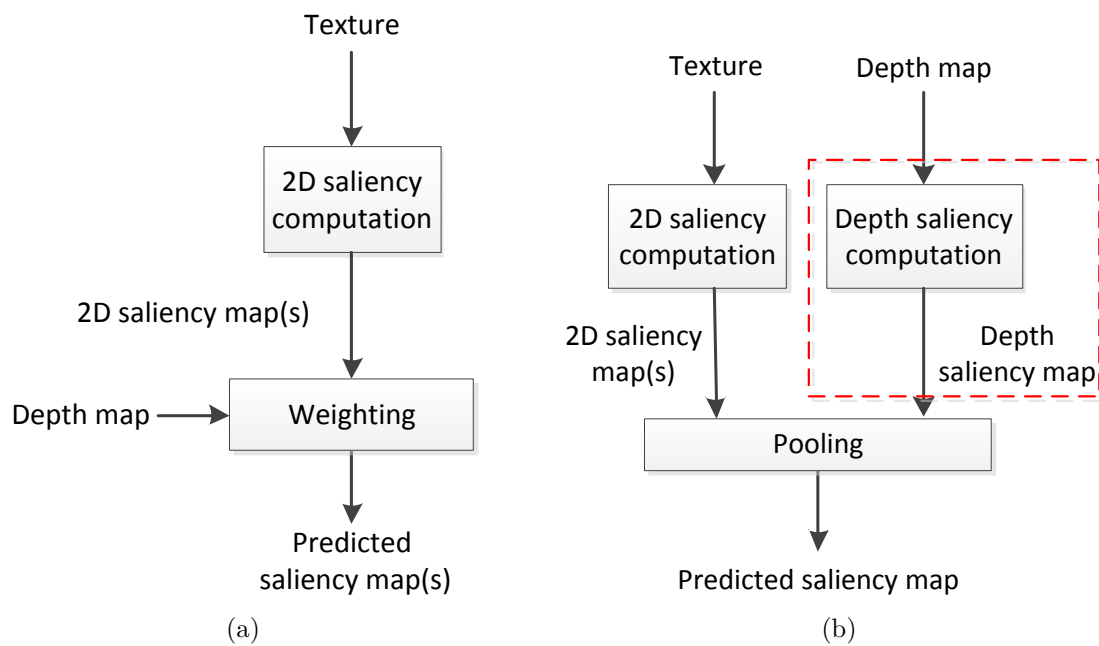 Texture
2D saliency
computation
2D saliency map(s)
Depth map
Weighting
Predicted
saliency map(s)
(a)
Texture
Depth map
2D saliency
computation
Depth saliency
computation
2D saliency
map(s)
Depth
saliency map
Pooling
Predicted saliency map
(b)